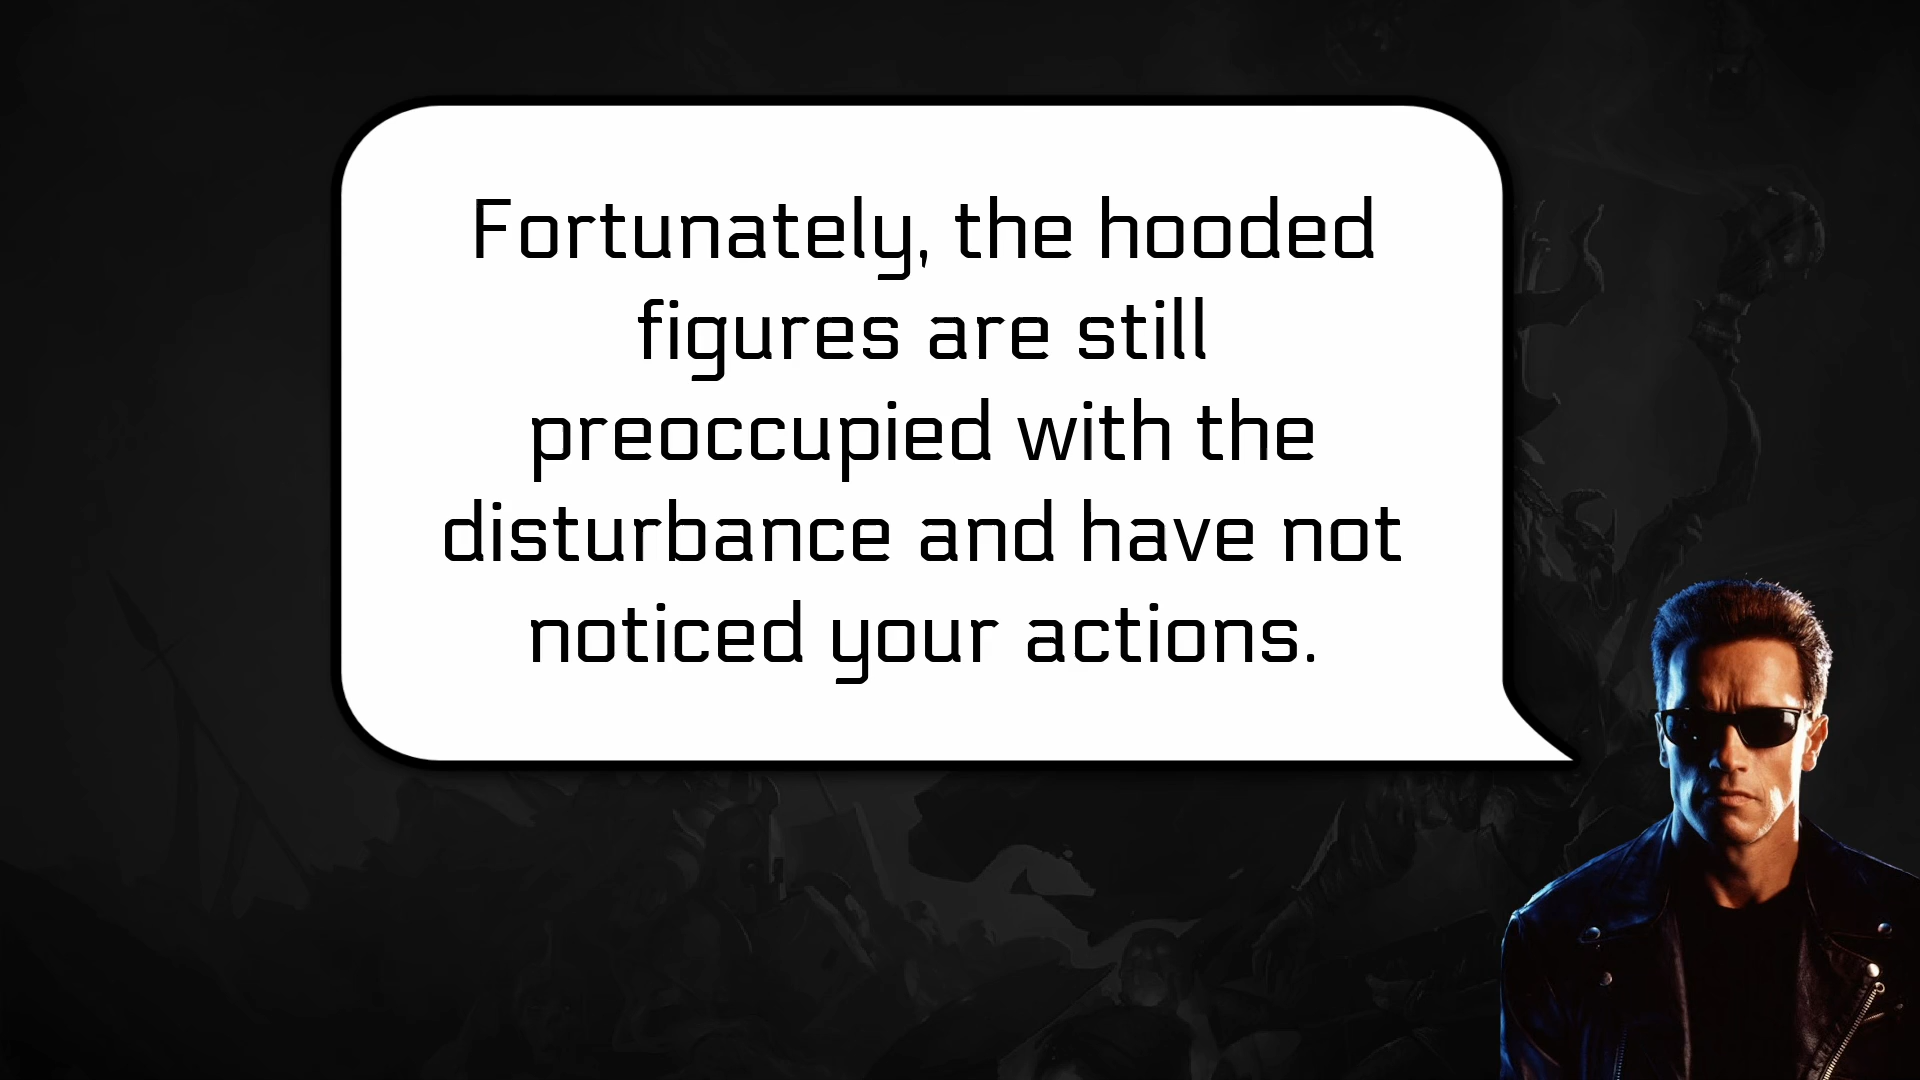 Fortunately, the hooded
figures are still
preoccupied with the
disturbance and have not
noticed your actions.